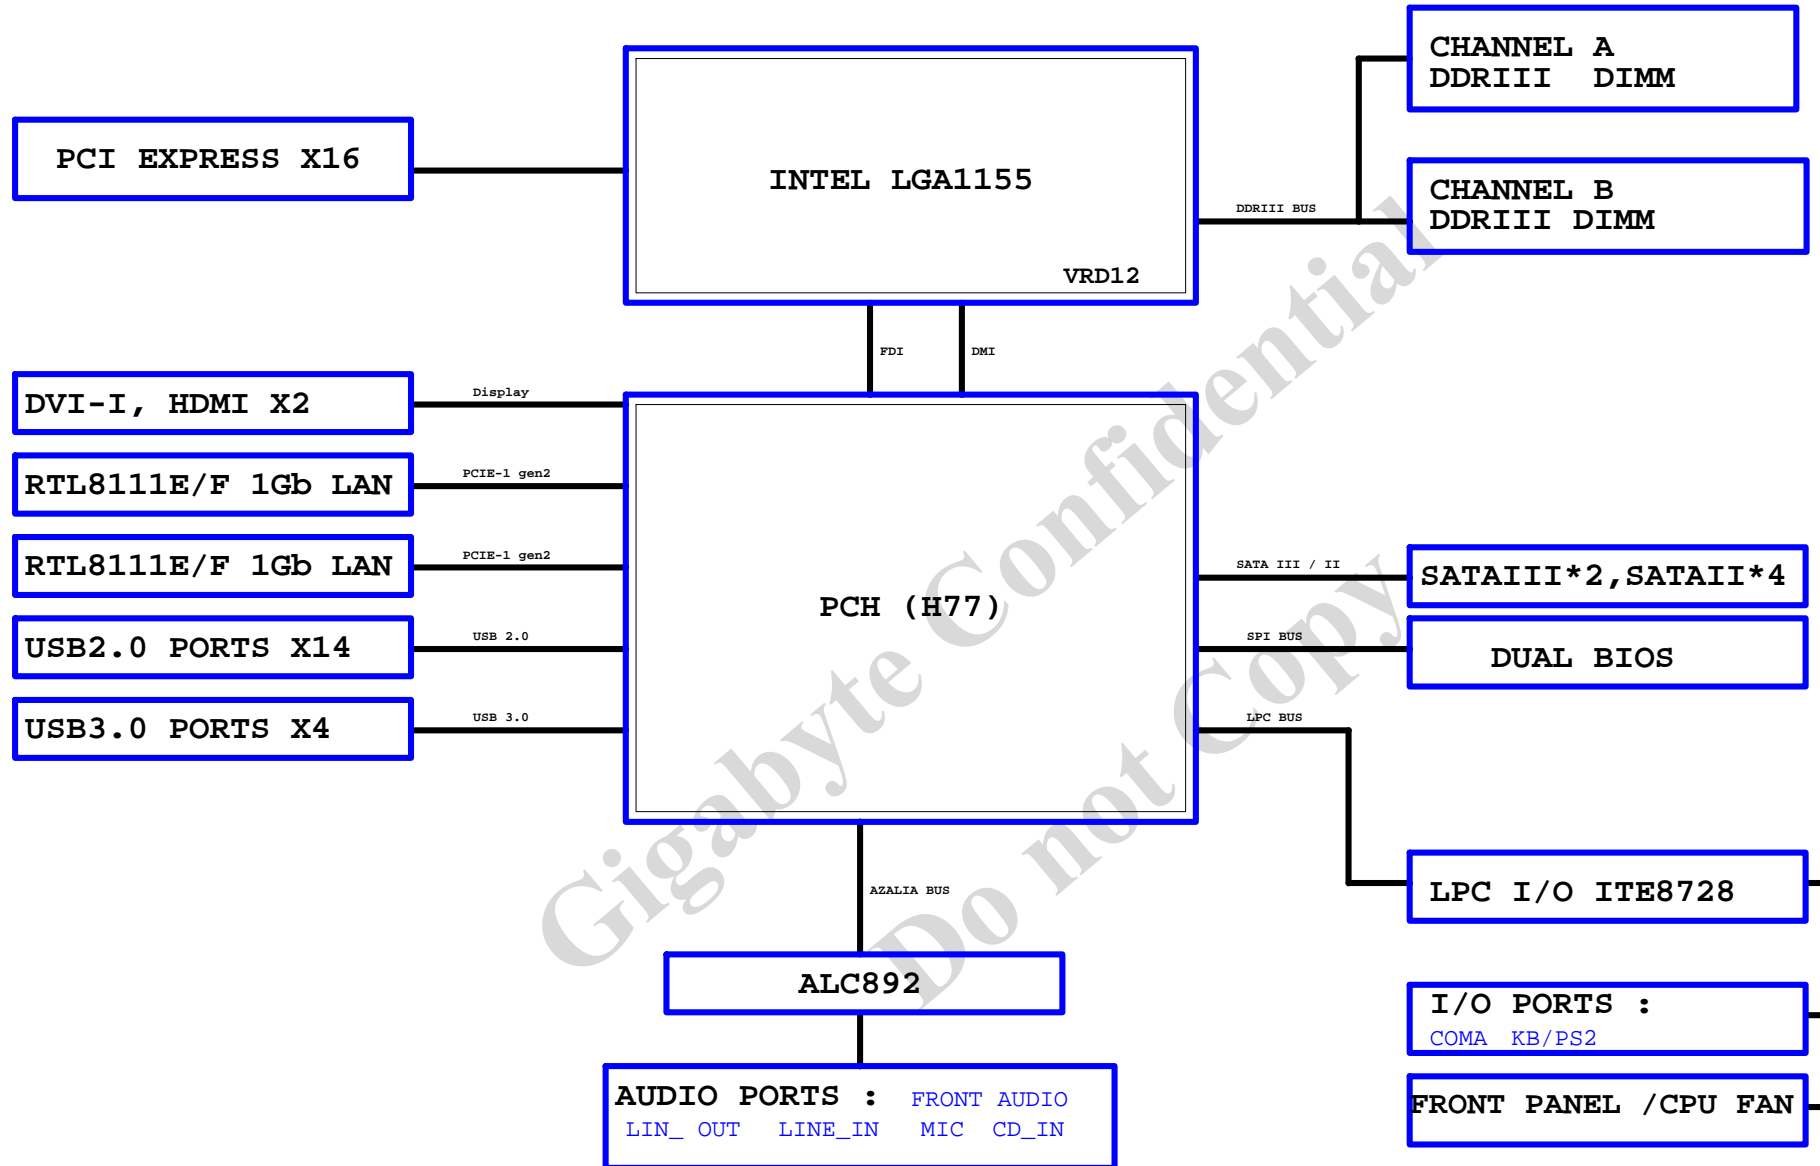 CHANNEL A
DDRIII DIMM
PCI EXPRESS X16
INTEL LGA1155
VRD12
DDRIII BUS
CHANNEL B
DDRIII DIMM
FDI
DMI
DVI-I, HDMI X2
Display
RTL8111E/F 1Gb LAN
PCIE-1 gen2
RTL8111E/F 1Gb LAN
PCIE-1 gen2
USB2.0 PORTS X14
USB 2.0
USB3.0 PORTS X4
USB 3.0
PCH (H77)
SATA III / II
SATAIII*2,SATAII*4
SPI BUS
DUAL BIOS
LPC BUS
LPC I/O ITE8728
AZALIA BUS
ALC892
I/O PORTS :
COMA KB/PS2
FRONT PANEL /CPU FAN
AUDIO PORTS : FRONT AUDIO
LIN_ OUT LINE_IN MIC CD_IN
Gigabyte Confidential
Do not Copy